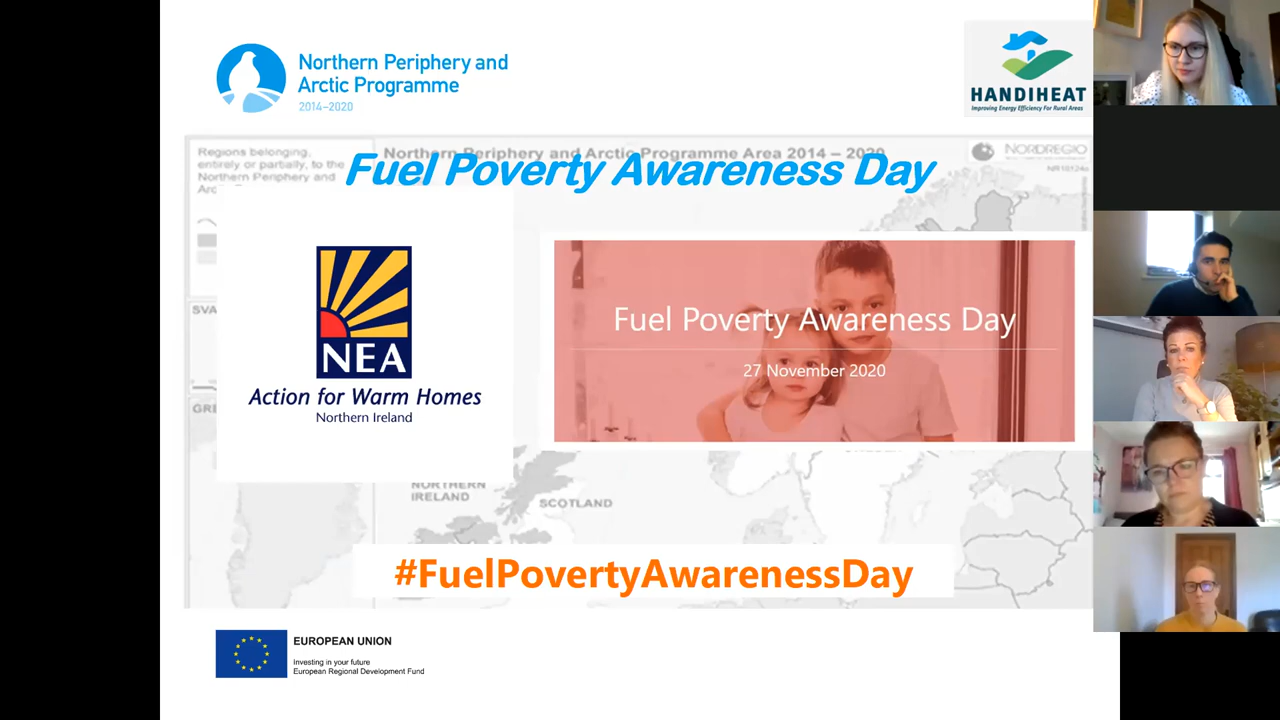 Northern Periphery and
Arctic Programme
2014–2020
HANDIHEAT
Improving Energy Efficiency For Rural Areas
Regions belonging,
entirely or partially, to the
Northern Periphery and
Northern Periphery and Arctic Programme Area 2014 – 2020
NORDREGIO
Fuel Poverty Awareness Day
NEA
Action for Warm Homes
Northern Ireland
Fuel Poverty Awareness Day
27 November 2020
SVA
GRE
NORTHERN
IRELAND
SCOTLAND
#FuelPovertyAwarenessDay
EUROPEAN UNION
Investing in your future
European Regional Development Fund